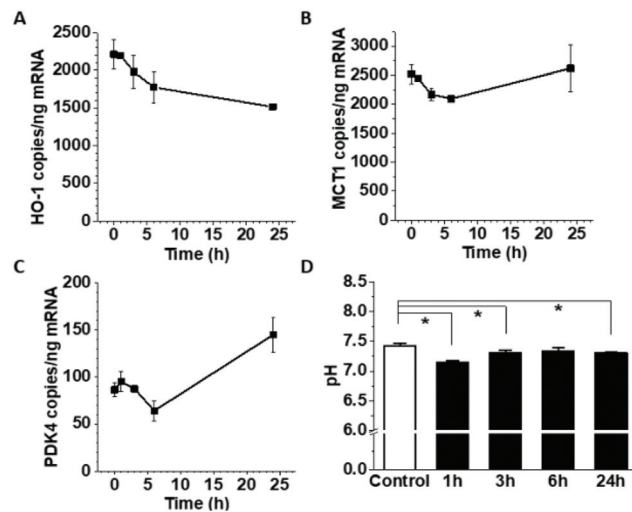 A
HO-1 copies/ng mRNA
2500
2000
1500
1000
500
0
0 5 10 15 20 25
Time (h)
B
MCT1 copies/ng mRNA
3000
2500
2000
1500
1000
500
0
0 5 10 15 20 25
Time (h)
C
PDK4 copies/ng mRNA
200
150
100
50
0
0 5 10 15 20 25
Time (h)
D
pH
8.5
8.0
7.5
7.0
6.5
6.0
0.0
* * *
Control 1h 3h 6h 24h